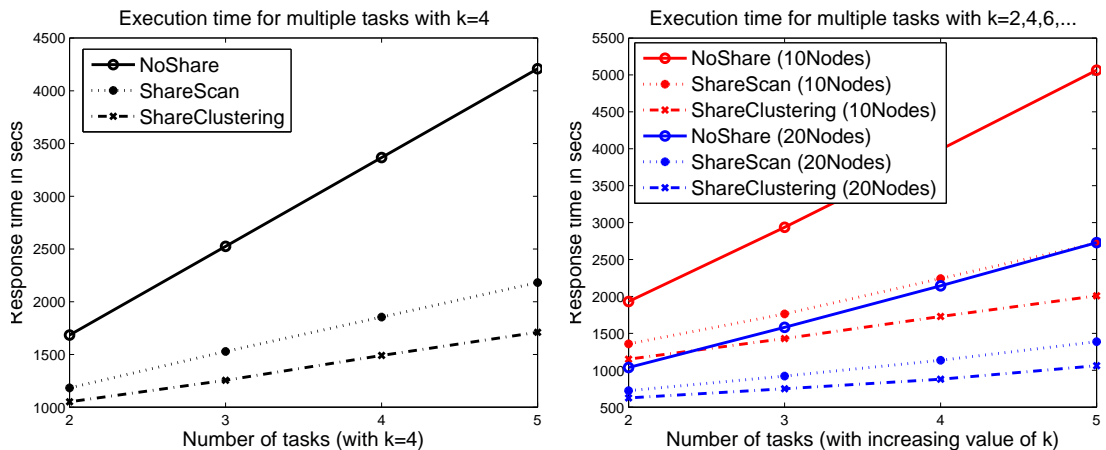 Execution time for multiple tasks with k=4
4500
4000
3500
3000
2500
2000
1500
1000
Response time in secs
NoShare
ShareScan
ShareClustering
2 3 4 5
Number of tasks (with k=4)
Execution time for multiple tasks with k=2,4,6,...
5500
5000
4500
4000
3500
3000
2500
2000
1500
1000
500
Response time in secs
NoShare (10Nodes)
ShareScan (10Nodes)
ShareClustering (10Nodes)
NoShare (20Nodes)
ShareScan (20Nodes)
ShareClustering (20Nodes)
2 3 4 5
Number of tasks (with increasing value of k)